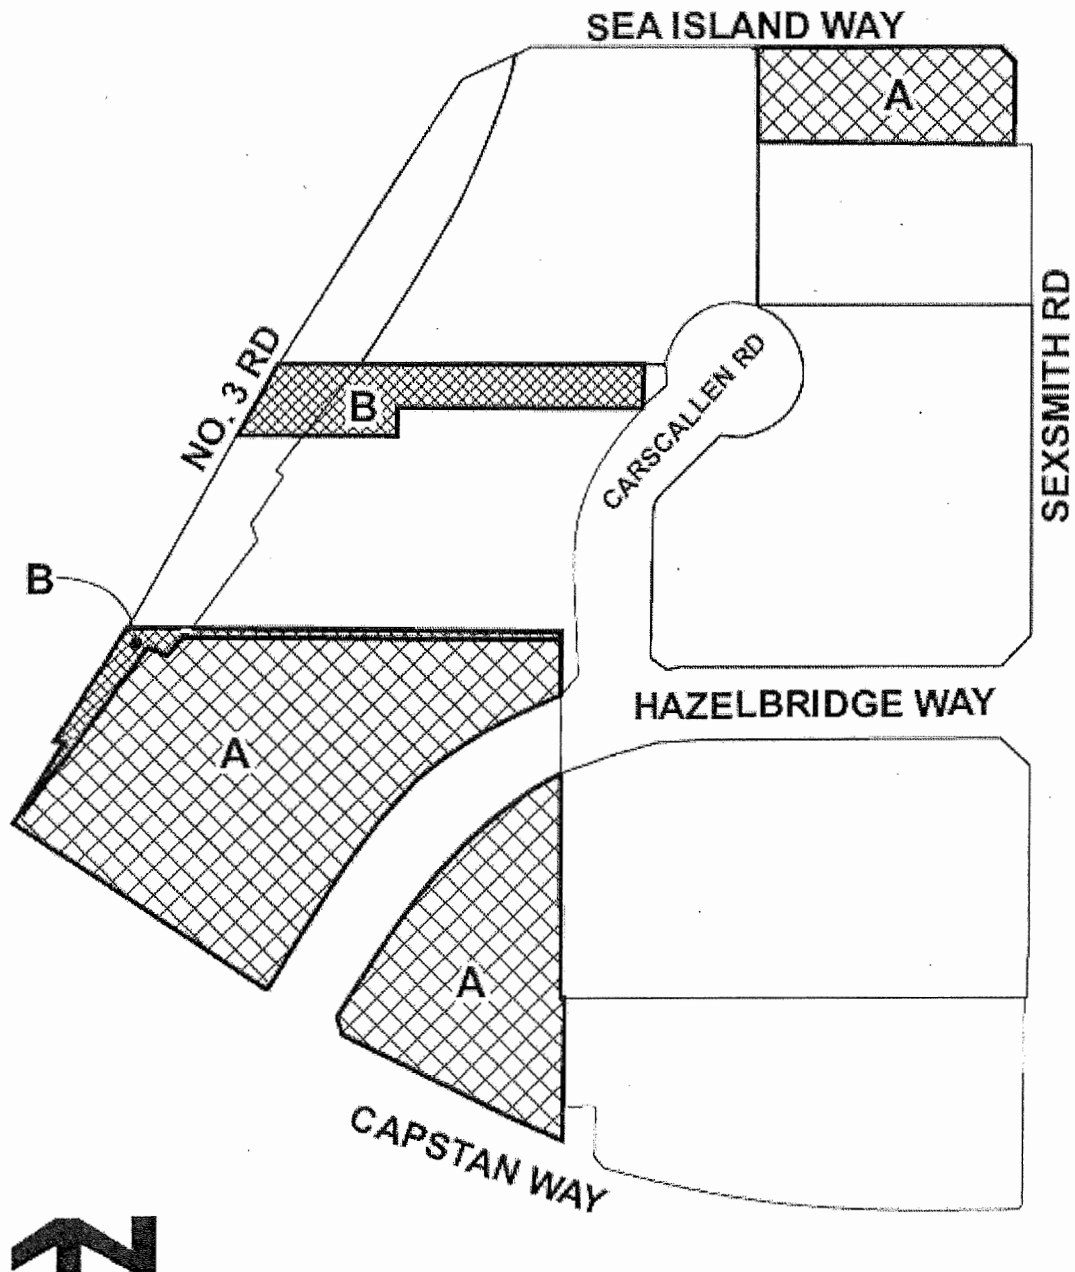 SEA ISLAND WAY
A
NO. 3 RD
B
CARSCALLEN RD
SEXSMITH RD
B
HAZELBRIDGE WAY
A
A
CAPSTAN WAY